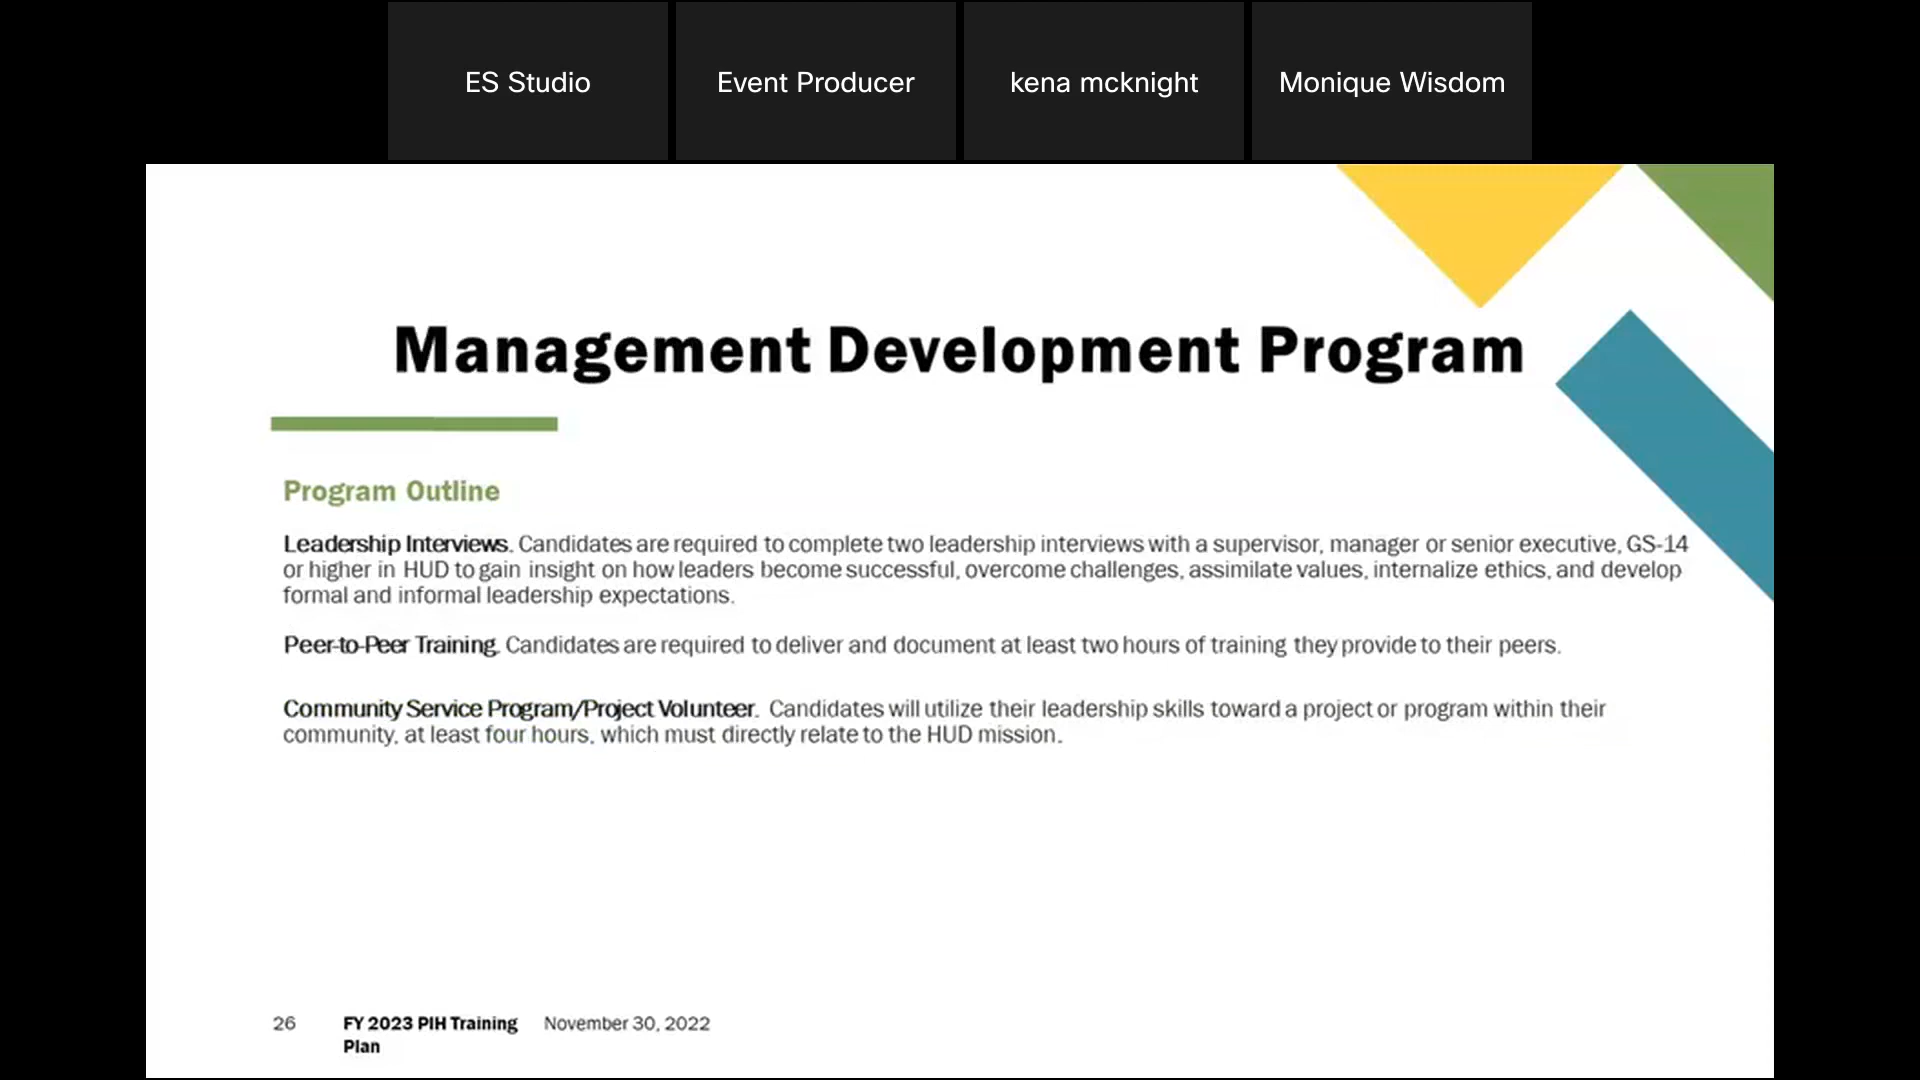 ES Studio
Event Producer
kena mcknight
Monique Wisdom
Management Development Program
Program Outline
Leadership Interviews. Candidates are required to complete two leadership interviews with a supervisor, manager or senior executive, GS-14
or higher in HUD to gain insight on how leaders become successful, overcome challenges, assimilate values, internalize ethics, and develop
formal and informal leadership expectations.
Peer-to-Peer Training. Candidates are required to deliver and document at least two hours of training they provide to their peers.
Community Service Program/Project Volunteer. Candidates will utilize their leadership skills toward a project or program within their
community, at least four hours, which must directly relate to the HUD mission.
26
FY 2023 PIH Training
Plan
November 30, 2022